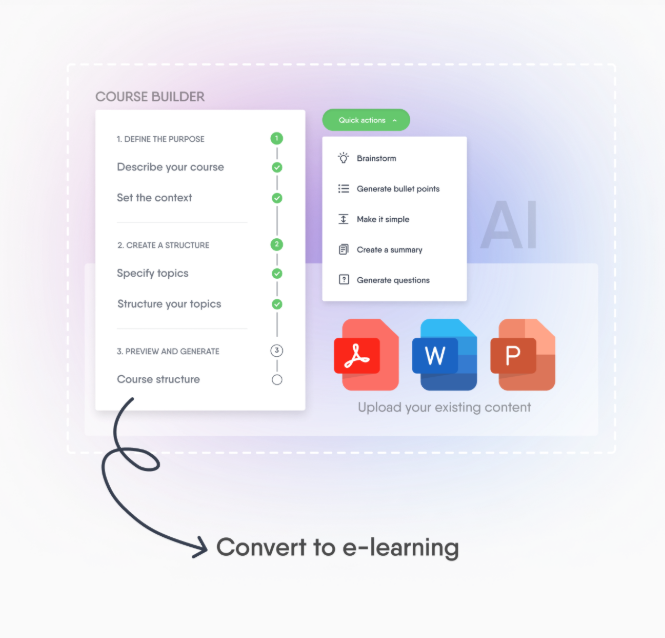 COURSE BUILDER
1. DEFINE THE PURPOSE
1
Describe your course
Set the context
2. CREATE A STRUCTURE
2
Specify topics
Structure your topics
3. PREVIEW AND GENERATE
3
Course structure
Quick actions
Brainstorm
Generate bullet points
Make it simple
Create a summary
?
Generate questions
AI
W
P
Upload your existing content
Convert to e-learning